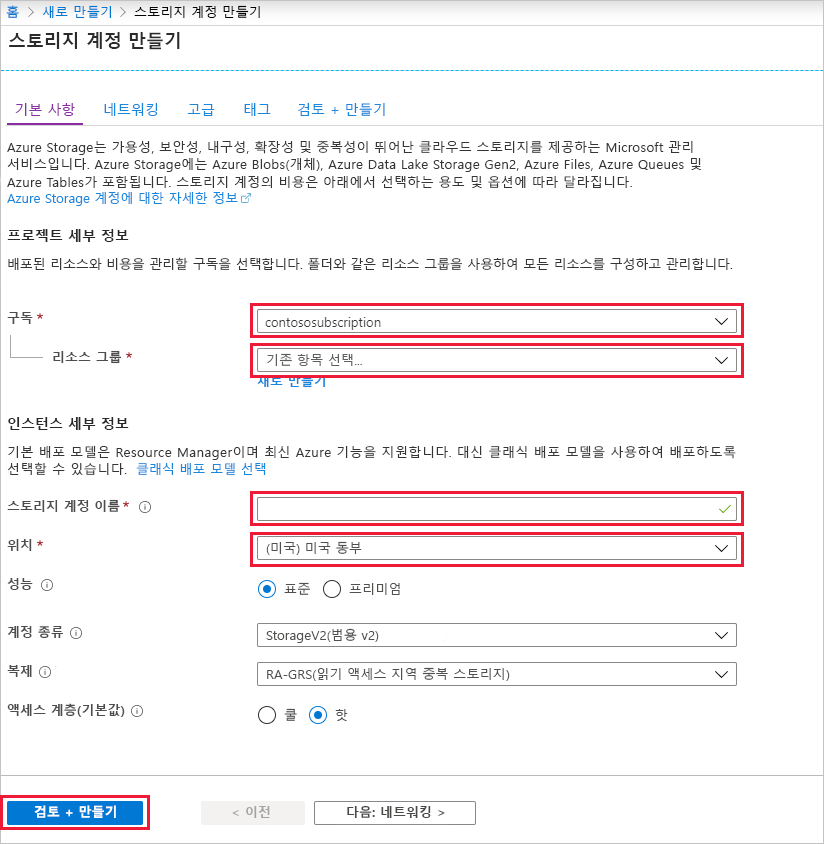 홈 > 새로 만들기 > 스토리지 계정 만들기
스토리지 계정 만들기
기본 사항 네트워킹 고급 태그 검토 + 만들기
Azure Storage는 가용성, 보안성, 내구성, 확장성 및 중복성이 뛰어난 클라우드 스토리지를 제공하는 Microsoft 관리
서비스입니다. Azure Storage에는 Azure Blobs(개체), Azure Data Lake Storage Gen2, Azure Files, Azure Queues 및
Azure Tables가 포함됩니다. 스토리지 계정의 비용은 아래에서 선택하는 용도 및 옵션에 따라 달라집니다.
Azure Storage 계정에 대한 자세한 정보
프로젝트 세부 정보
배포된 리소스와 비용을 관리할 구독을 선택합니다. 폴더와 같은 리소스 그룹을 사용하여 모든 리소스를 구성하고 관리합니다.
구독 * contososubscription
리소스 그룹 * 기존 항목 선택...
새로 만들기
인스턴스 세부 정보
기본 배포 모델은 Resource Manager이며 최신 Azure 기능을 지원합니다. 대신 클래식 배포 모델을 사용하여 배포하도록
선택할 수 있습니다. 클래식 배포 모델 선택
스토리지 계정 이름 *
위치 * (미국) 미국 동부
성능 표준 프리미엄
계정 종류 StorageV2(범용 v2)
복제 RA-GRS(읽기 액세스 지역 중복 스토리지)
액세스 계층(기본값) 쿨 핫
검토 + 만들기 < 이전 다음: 네트워킹 >